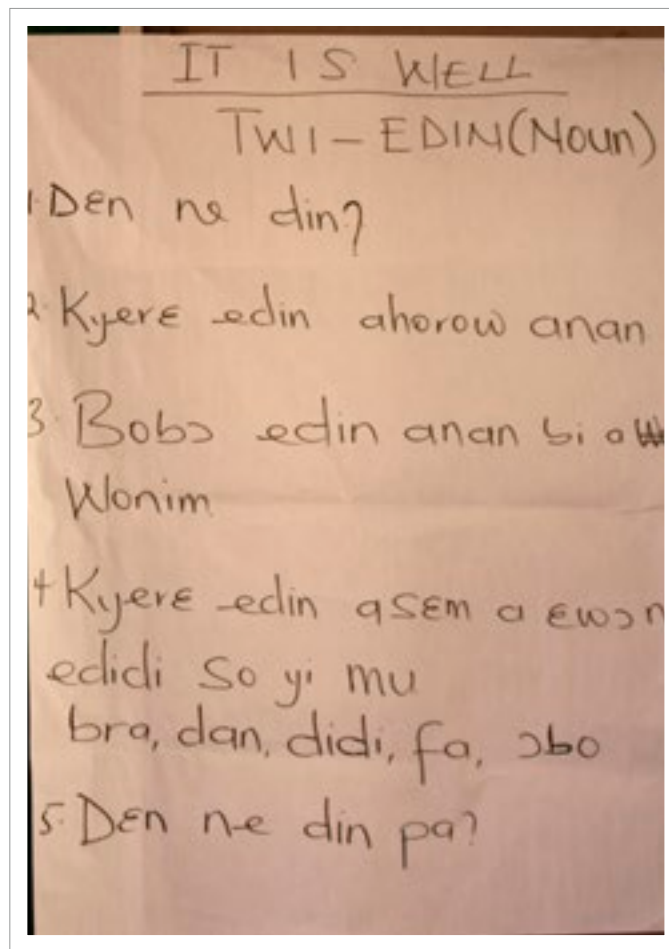 IT IS WELL
TWI – EDIN (NOUN)
1. Dɛn ne din?
2. Kyerɛ edin ahorow anan
3. Bobɔ edin anan bi a
Wonim
4 Kyerɛ edin asɛm a ɛwɔ n
edidi so yi mu
bra, dan, didi, fa, ɔbo
5. Dɛn ne din pa?